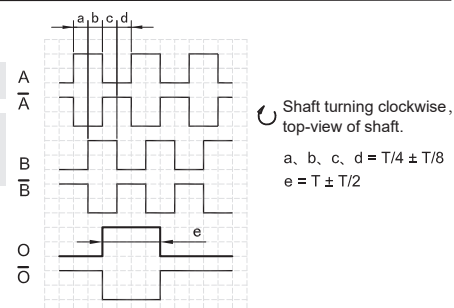 a b c d
A
A̅
B
B̅
e
O
O̅
Shaft turning clockwise,
top-view of shaft.
a、b、c、d = T/4 ± T/8
e = T ± T/2